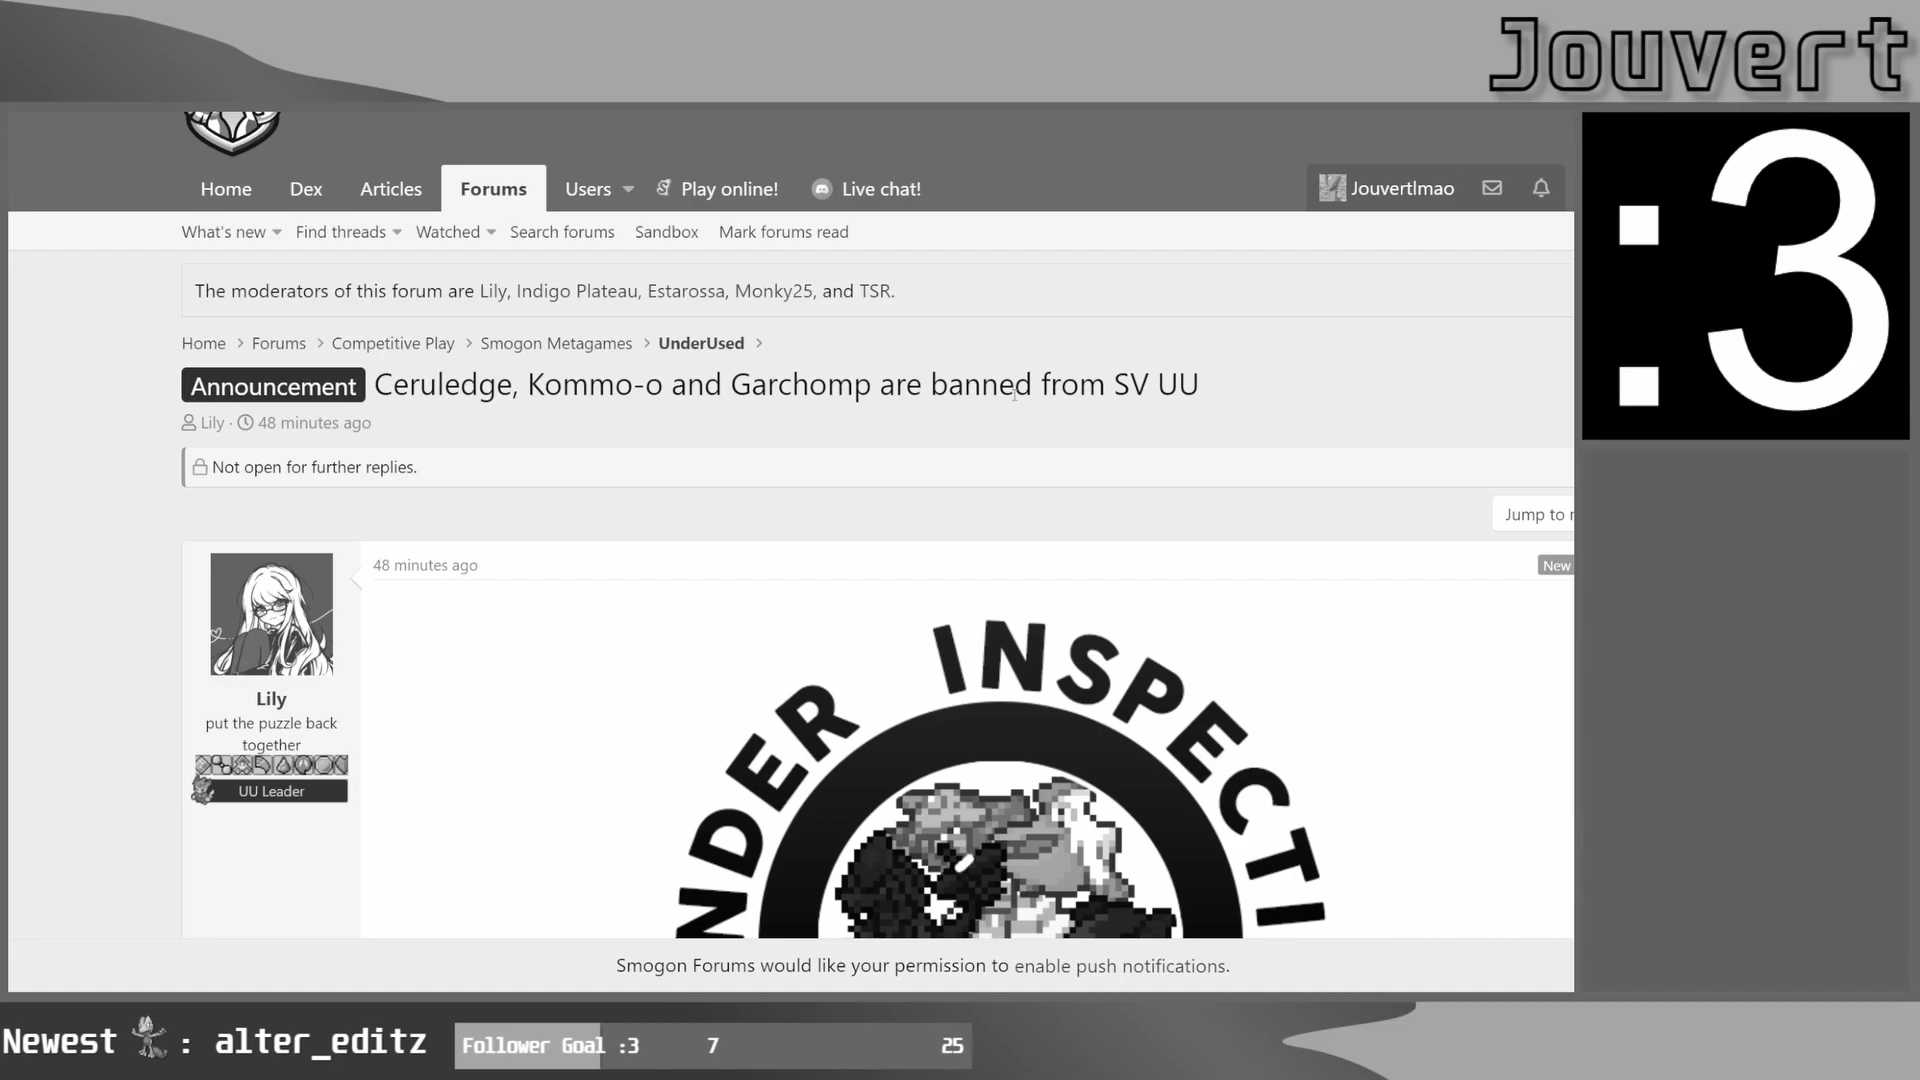 Jouvert
:3
Home Dex Articles Forums Users Play online! Live chat! Jouvertlmao
What's new Find threads Watched Search forums Sandbox Mark forums read
The moderators of this forum are Lily, Indigo Plateau, Estarossa, Monky25, and TSR.
Home > Forums > Competitive Play > Smogon Metagames > UnderUsed >
Announcement Ceruledge, Kommo-o and Garchomp are banned from SV UU
Lily · 48 minutes ago
Not open for further replies.
Jump to
48 minutes ago
New
Lily
put the puzzle back
together
UU Leader
NDER INSPECTI
Smogon Forums would like your permission to enable push notifications.
Newest : alter_editz
Follower Goal :3 7 25